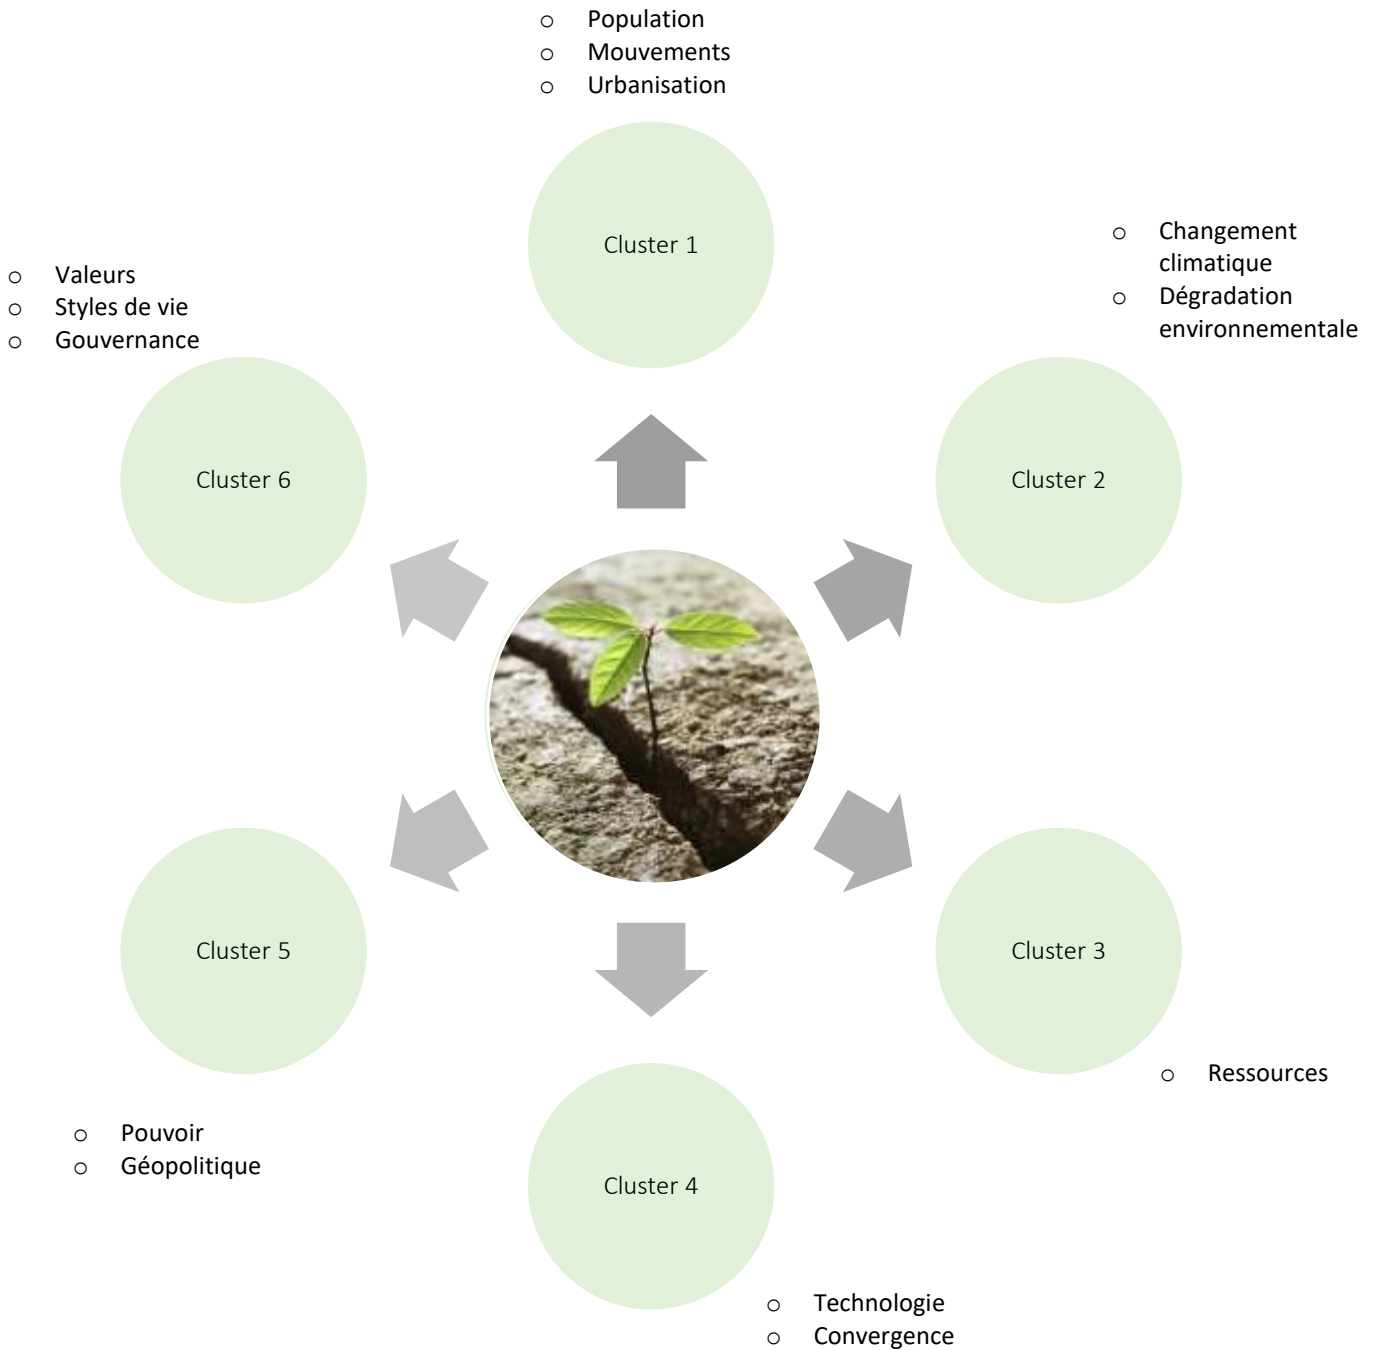 o Population
o Mouvements
o Urbanisation
Cluster 1
o Changement
climatique
o Dégradation
environnementale
Cluster 2
o Valeurs
o Styles de vie
o Gouvernance
Cluster 6
Cluster 5
o Pouvoir
o Géopolitique
Cluster 3
o Ressources
Cluster 4
o Technologie
o Convergence